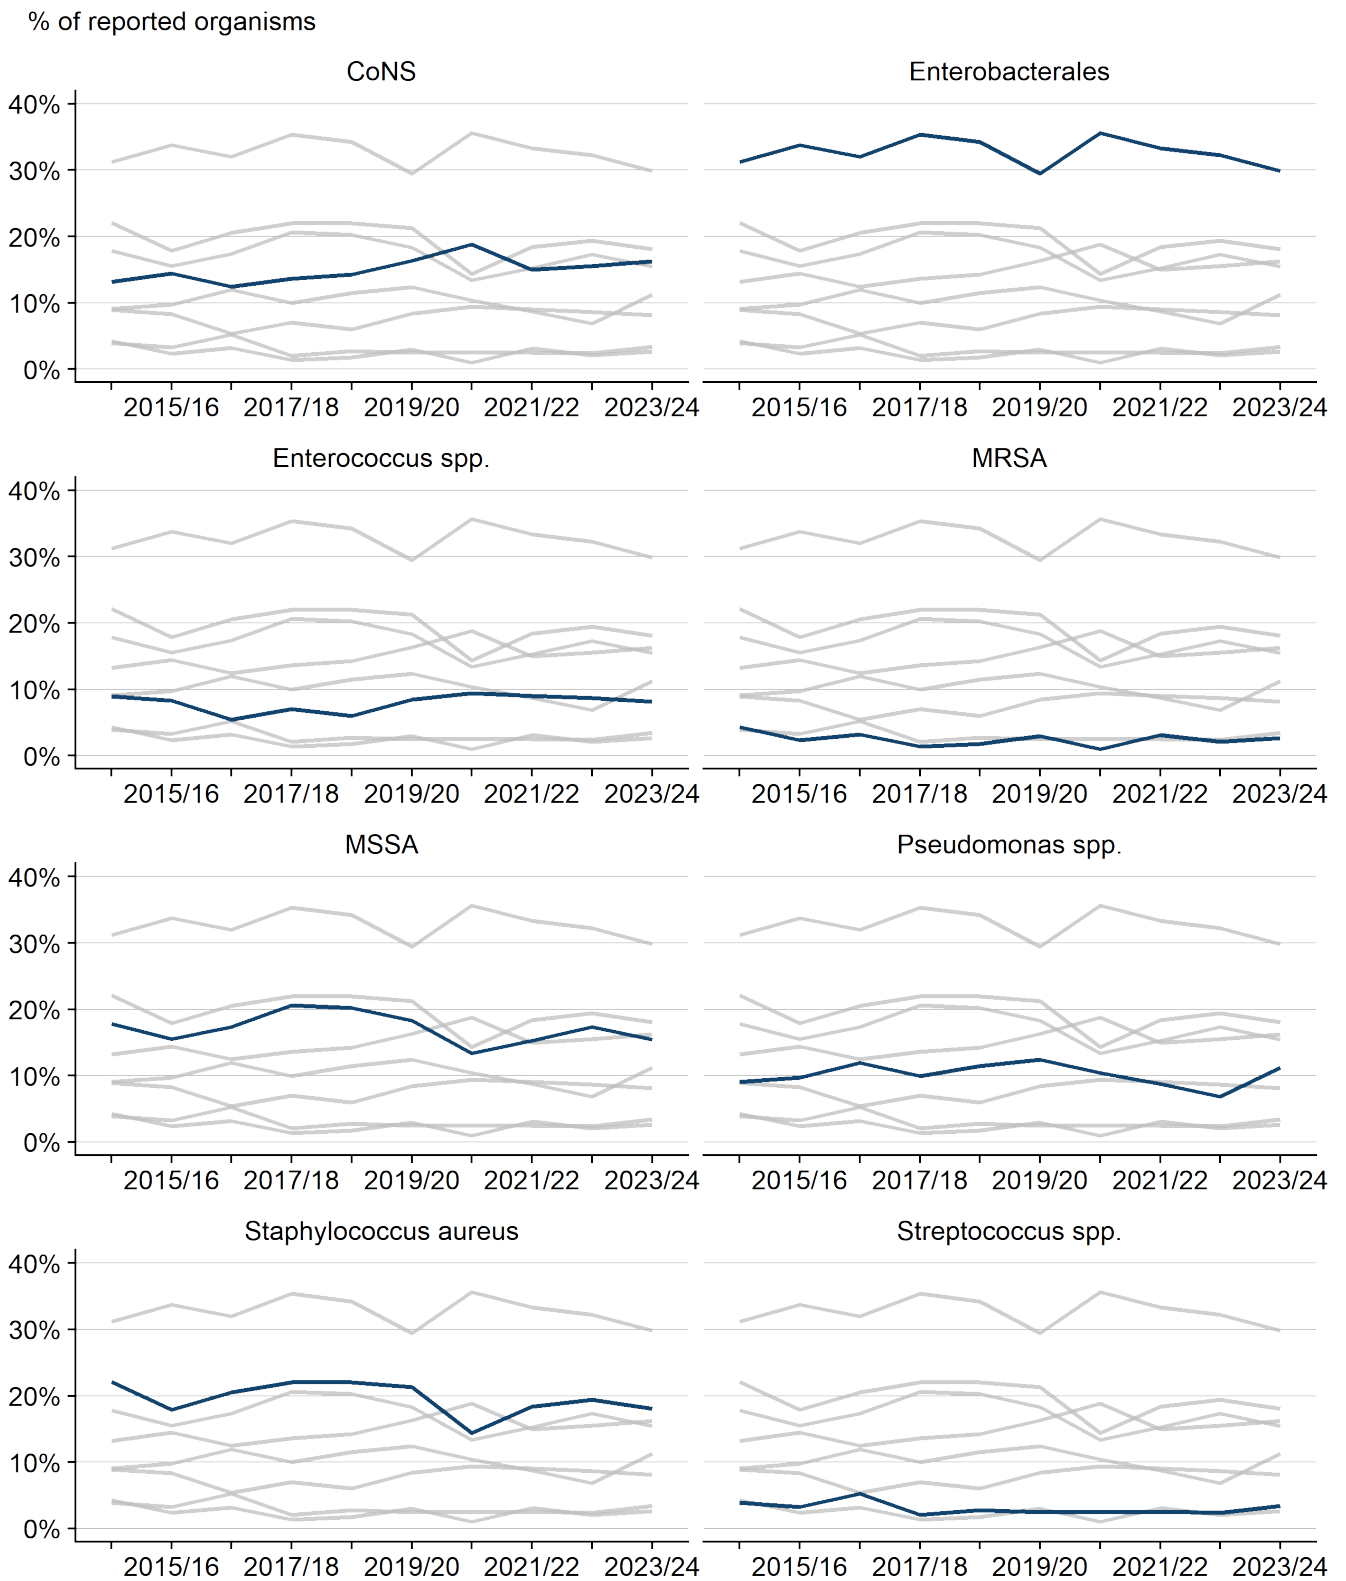 % of reported organisms
CoNS Enterobacterales
40%
30%
20%
10%
0%
2015/16 2017/18 2019/20 2021/22 2023/24 2015/16 2017/18 2019/20 2021/22 2023/24
Enterococcus spp. MRSA
40%
30%
20%
10%
0%
2015/16 2017/18 2019/20 2021/22 2023/24 2015/16 2017/18 2019/20 2021/22 2023/24
MSSA Pseudomonas spp.
40%
30%
20%
10%
0%
2015/16 2017/18 2019/20 2021/22 2023/24 2015/16 2017/18 2019/20 2021/22 2023/24
Staphylococcus aureus Streptococcus spp.
40%
30%
20%
10%
0%
2015/16 2017/18 2019/20 2021/22 2023/24 2015/16 2017/18 2019/20 2021/22 2023/24